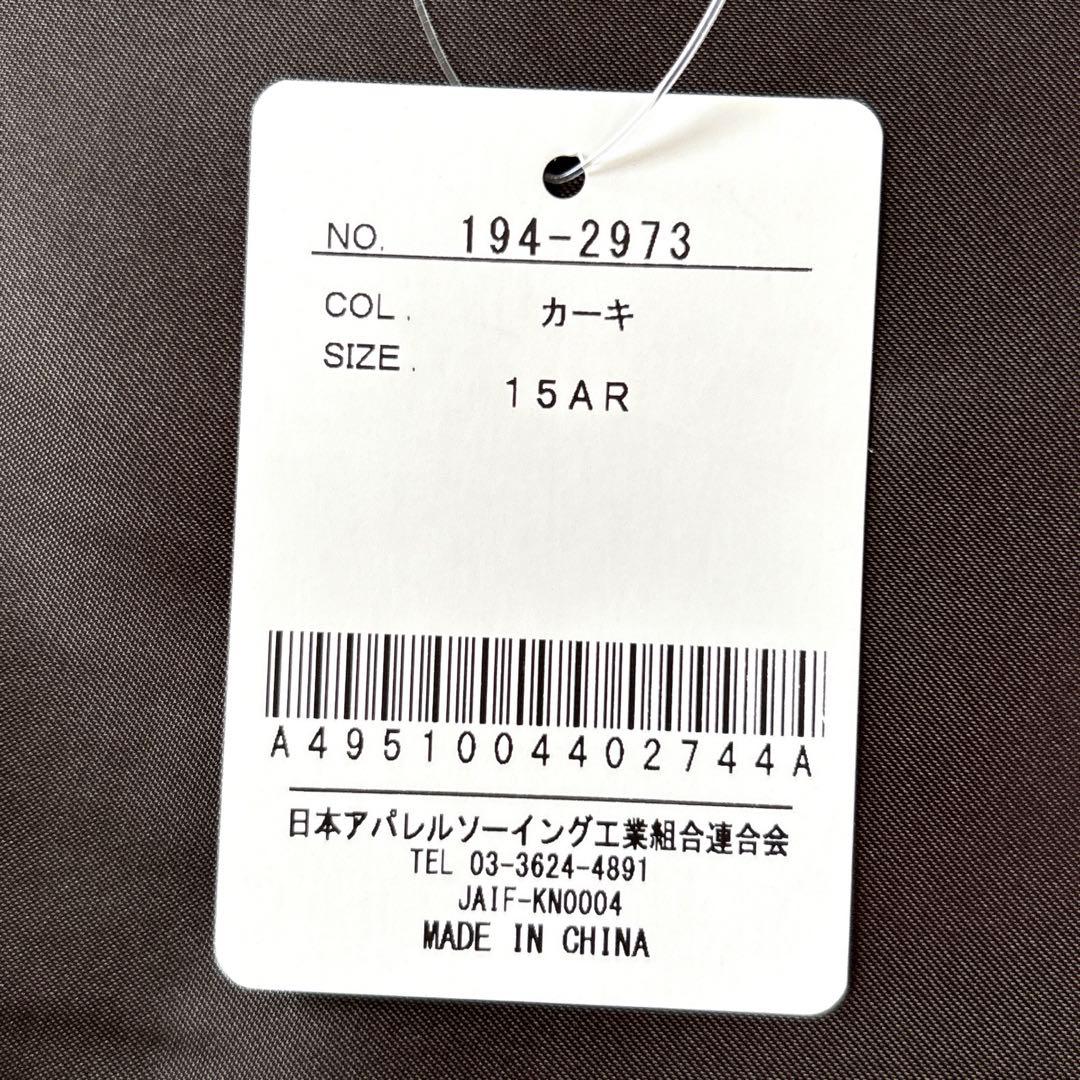 NO. 194-2973
COL. カーキ
SIZE.
15AR
A4951004402744A
日本アパレルソーイング工業組合連合会
TEL 03-3624-4891
JAIF-KN0004
MADE IN CHINA